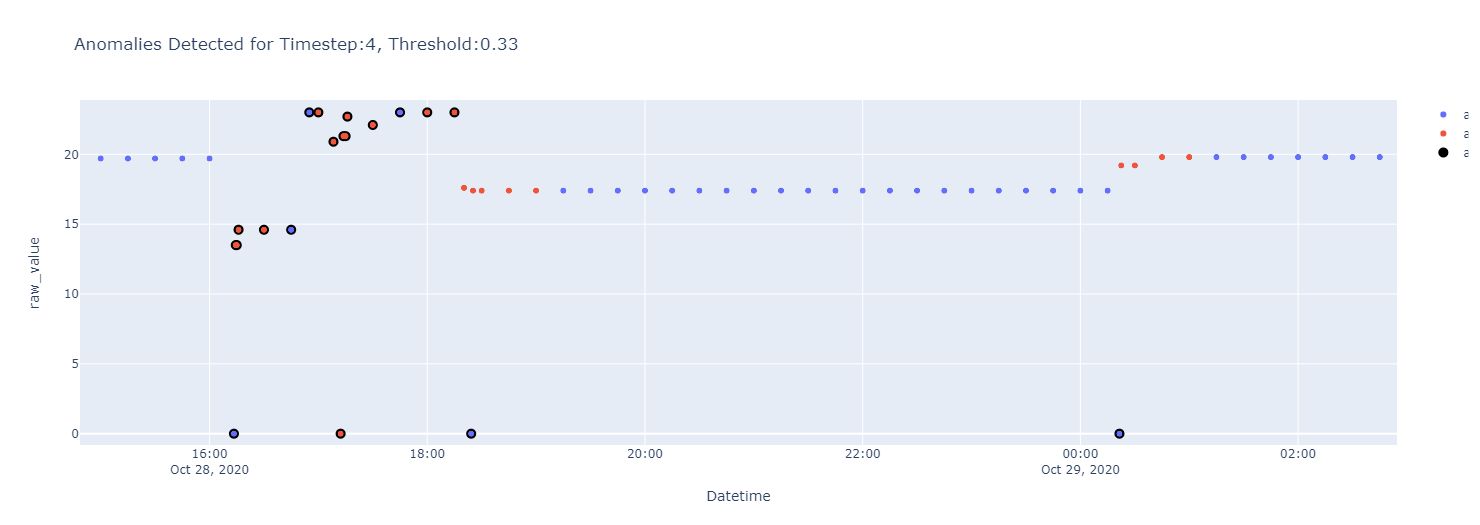 Anomalies Detected for Timestep:4, Threshold:0.33
20
15
10
5
0
raw_value
16:00
Oct 28, 2020
18:00
20:00
22:00
00:00
Oct 29, 2020
02:00
Datetime